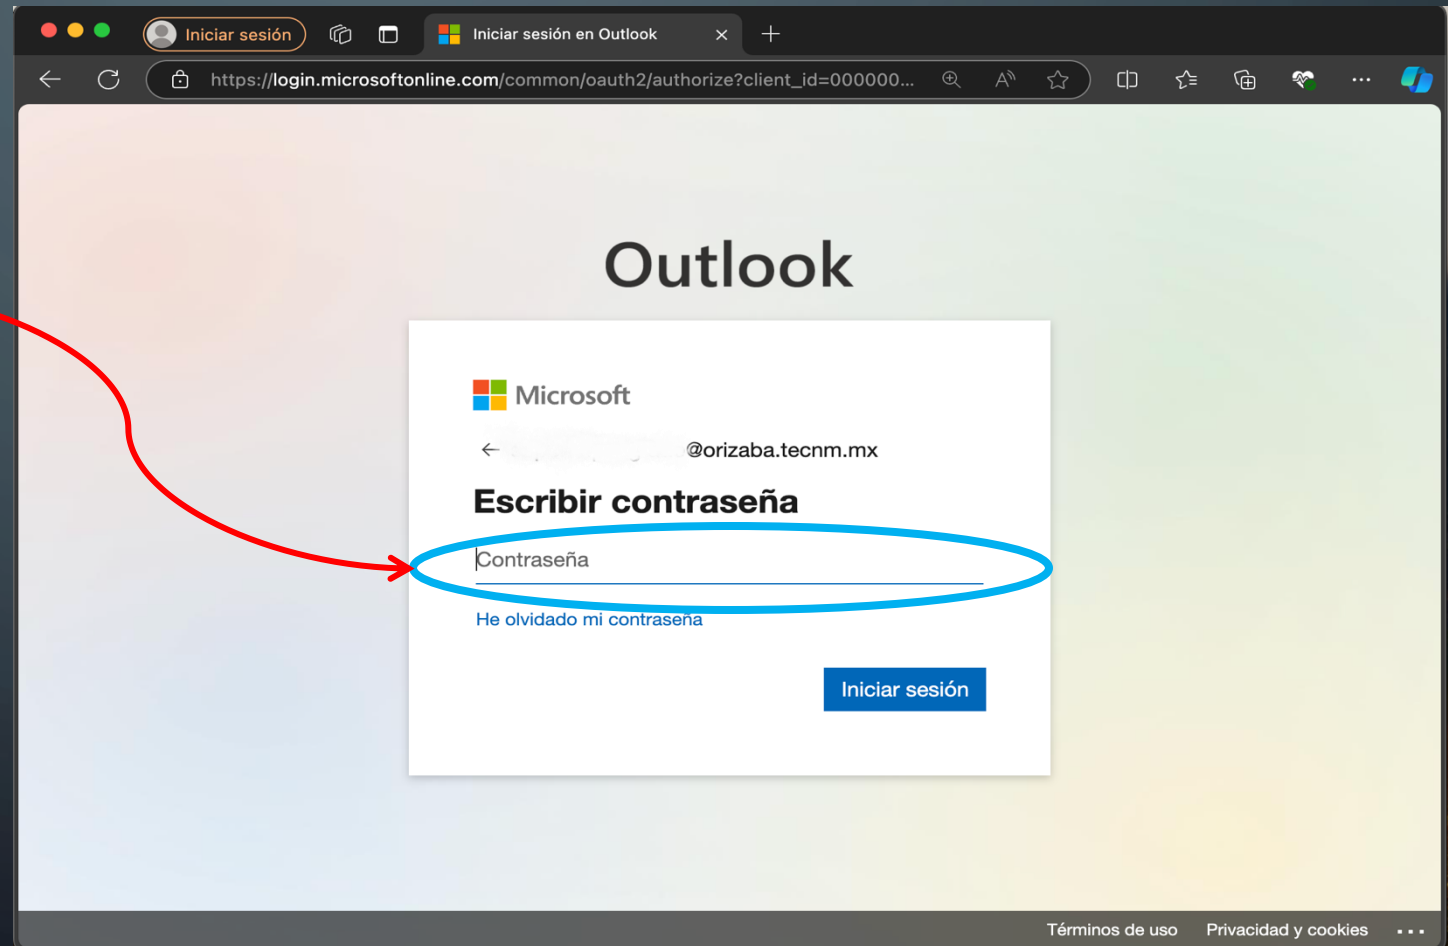 Iniciar sesión
Iniciar sesión en Outlook
https://login.microsoftonline.com/common/oauth2/authorize?client_id=000000...
Outlook
Microsoft
@orizaba.tecnm.mx
Escribir contraseña
Contraseña
He olvidado mi contraseña
Iniciar sesión
Términos de uso Privacidad y cookies ...